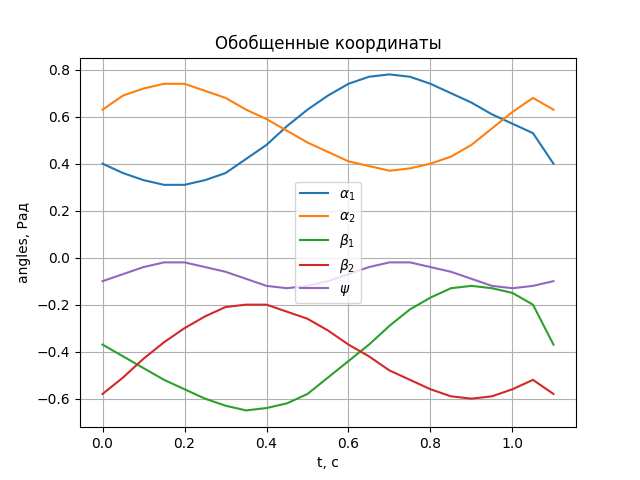 Обобщенные координаты
angles, Рад
0.8
0.6
0.4
0.2
0.0
−0.2
−0.4
−0.6
α₁
α₂
β₁
β₂
ψ
0.0 0.2 0.4 0.6 0.8 1.0
t, с